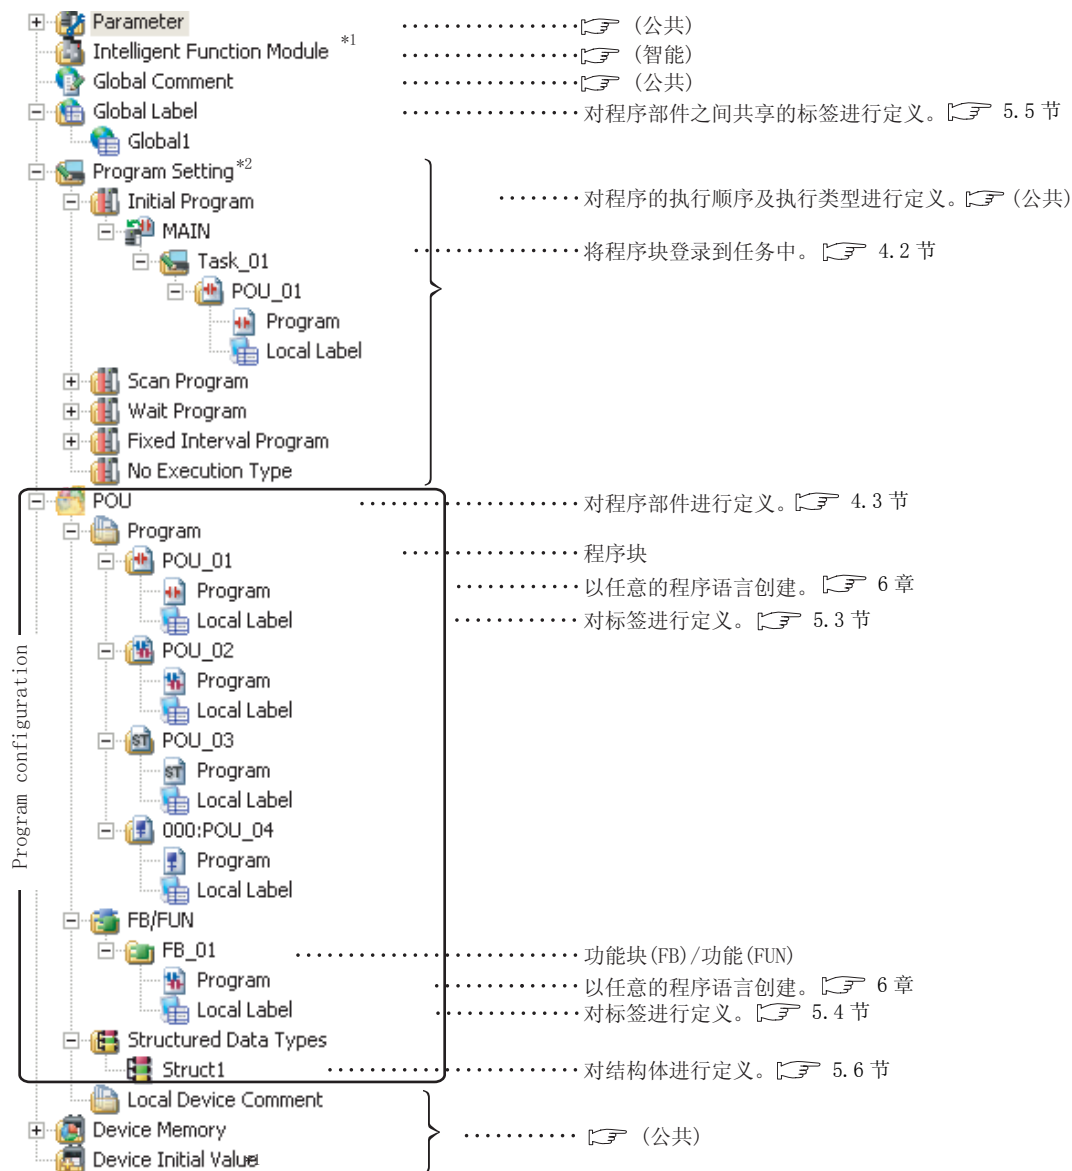 Parameter (公共)
Intelligent Function Module *1 (智能)
Global Comment (公共)
Global Label 对程序部件之间共享的标签进行定义。 5.5 节
Global1
Program Setting*2
Initial Program 对程序的执行顺序及执行类型进行定义。 (公共)
MAIN
将程序块登录到任务中。 4.2 节
Task_01
POU_01
Program
Local Label
Scan Program
Wait Program
Fixed Interval Program
No Execution Type
POU 对程序部件进行定义。 4.3 节
Program
程序块
POU_01
Program 以任意的程序语言创建。 6 章
Local Label 对标签进行定义。 5.3 节
POU_02
Program
Local Label
POU_03
ST
Program
ST
Local Label
000:POU_04
Program
Local Label
Program configuration
FB/FUN
FB_01 功能块(FB)/功能(FUN)
Program 以任意的程序语言创建。 6 章
Local Label 对标签进行定义。 5.4 节
Structured Data Types
Struct1 对结构体进行定义。 5.6 节
Local Device Comment
Device Memory (公共)
Device Initial Value